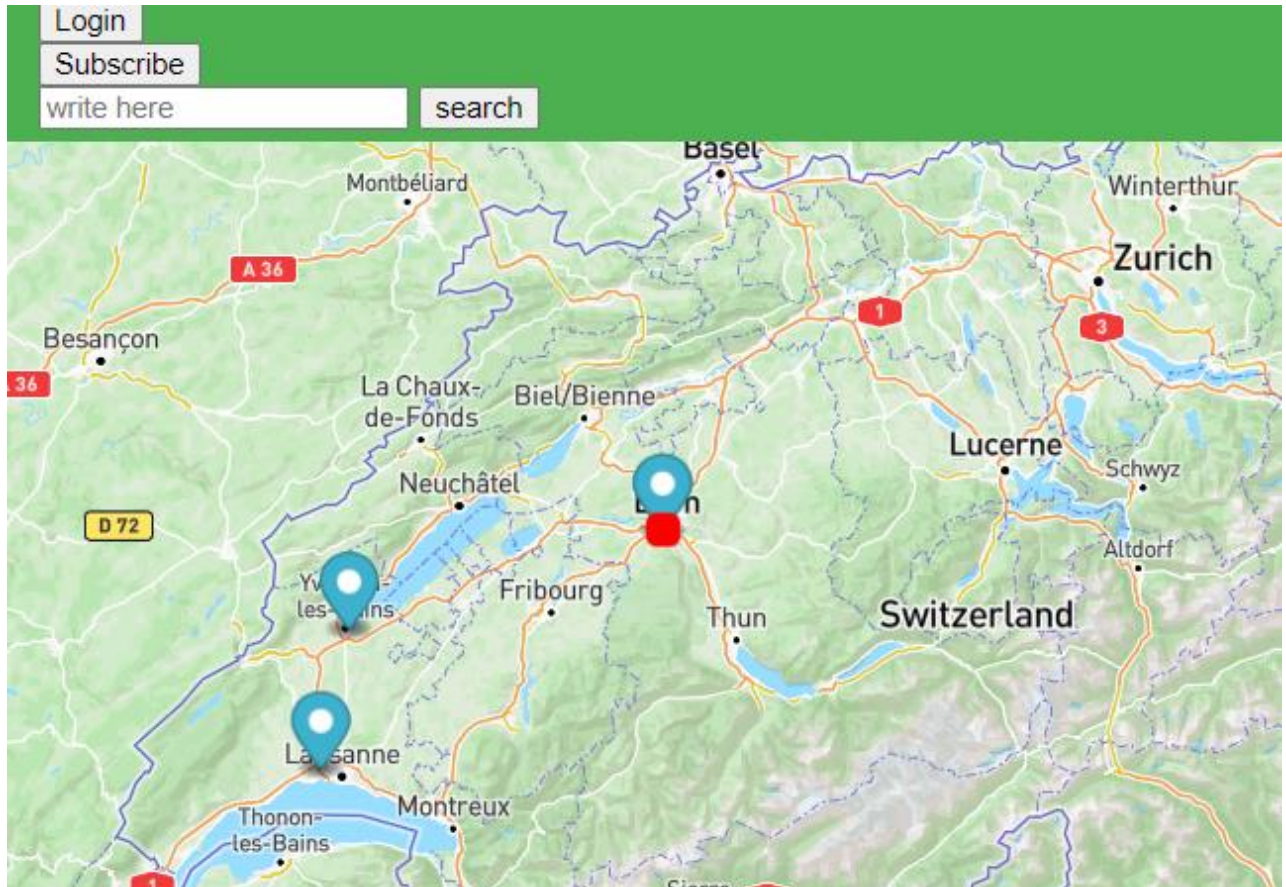 Login
Subscribe
write here
search
Basel
Montbéliard
Winterthur
Zurich
A 36
1
3
Besançon
36
La Chaux-
de-Fonds
Biel/Bienne
Lucerne
Schwyz
Neuchâtel
D 72
Altdorf
les-
Fribourg
Thun
Switzerland
Montreux
Thonon-
les-Bains
1